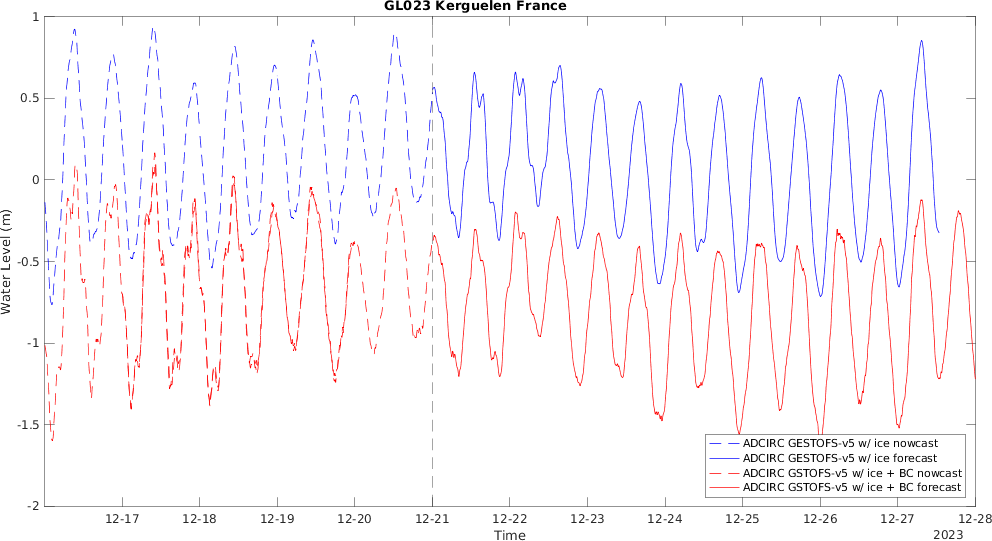 GL023 Kerguelen France
1
0.5
0
-0.5
-1
-1.5
-2
Water Level (m)
ADCIRC GESTOFS-v5 w/ ice nowcast
ADCIRC GESTOFS-v5 w/ ice forecast
ADCIRC GSTOFS-v5 w/ ice + BC nowcast
ADCIRC GSTOFS-v5 w/ ice + BC forecast
12-17 12-18 12-19 12-20 12-21 12-22 12-23 12-24 12-25 12-26 12-27 12-28
Time
2023